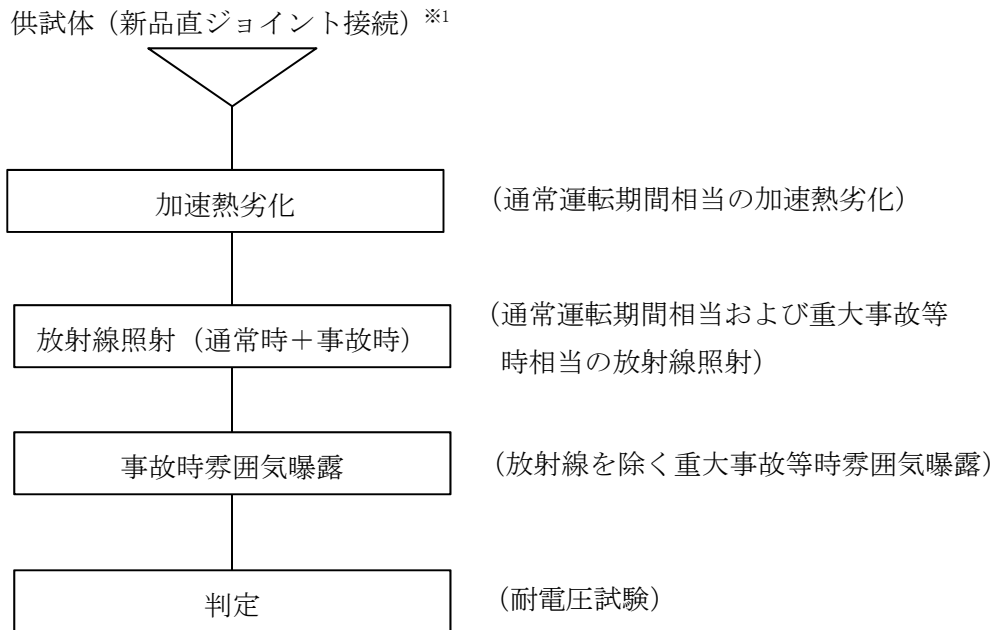 供試体（新品直ジョイント接続）※1
加速熱劣化
（通常運転期間相当の加速熱劣化）
放射線照射（通常時＋事故時）
（通常運転期間相当および重大事故等
時相当の放射線照射）
事故時雰囲気曝露
（放射線を除く重大事故等時雰囲気曝露）
判定
（耐電圧試験）